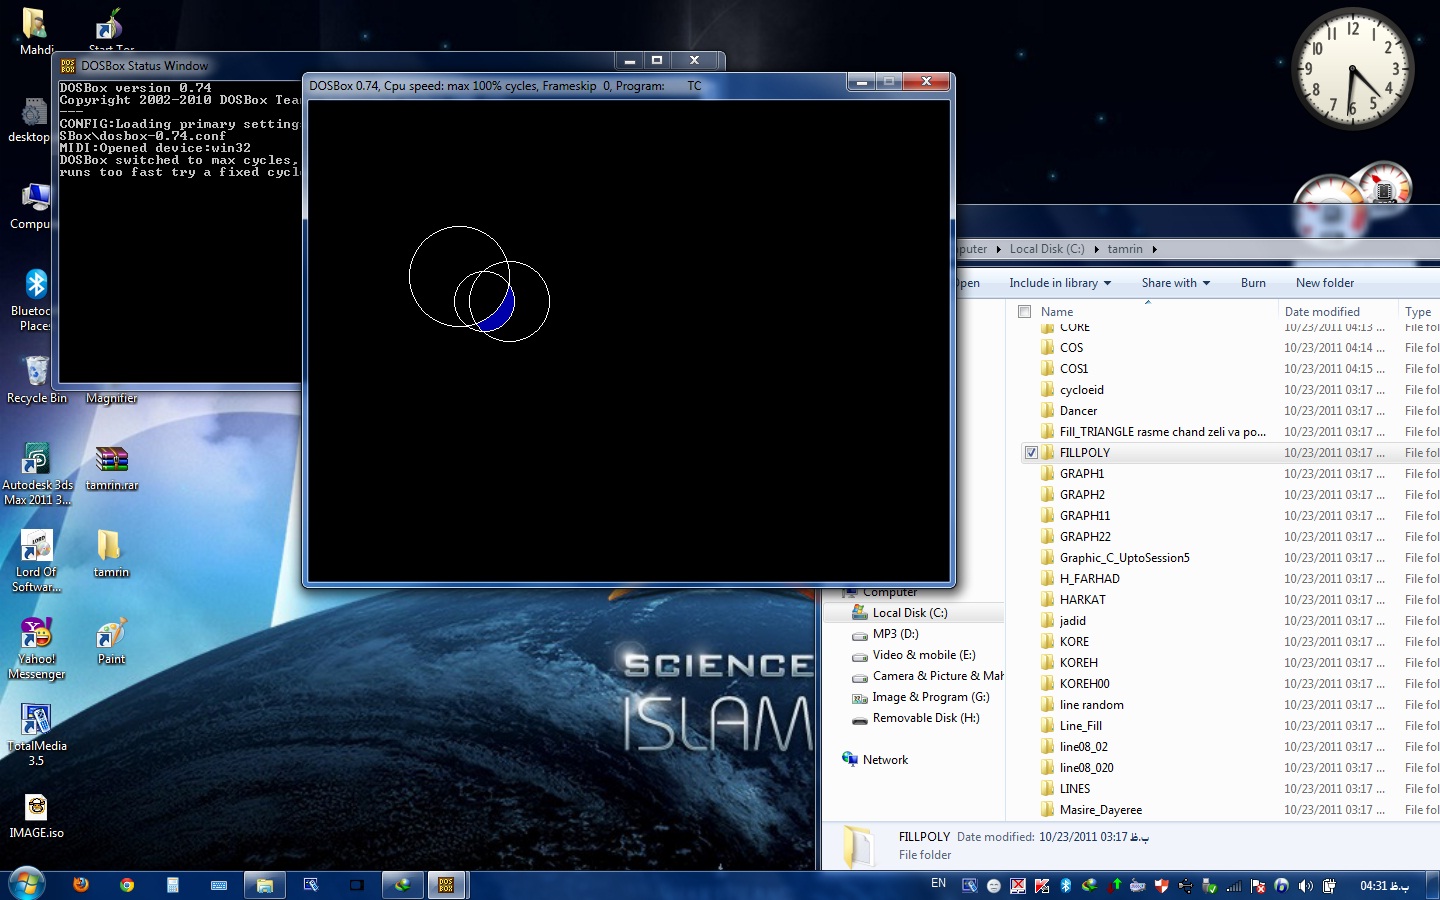 Mahdi
Start Tor
desktop
Compu
Bluetoc
Places
Recycle Bin
Magnifier
Autodesk 3ds
Max 2011 3...
tamrin.rar
Lord Of
Softwar...
tamrin
Yahoo!
Messenger
Paint
TotalMedia
3.5
IMAGE.iso
DOSBox Status Window
DOSBox version 0.74
Copyright 2002-2010 DOSBox Tea
---
CONFIG:Loading primary setting
SBox\dosbox-0.74.conf
MIDI:Opened device:win32
DOSBox switched to max cycles,
runs too fast try a fixed cycl
DOSBox 0.74, Cpu speed: max 100% cycles, Frameskip 0, Program: TC
12
1
2
3
4
5
6
7
8
9
10
11
puter Local Disk (C:) tamrin
Open Include in library Share with Burn New folder
Name Date modified Type
CORE 10/23/2011 04:13 ... File fol
COS 10/23/2011 04:14 ... File fol
COS1 10/23/2011 04:15 ... File fol
cycloeid 10/23/2011 03:17 ... File fol
Dancer 10/23/2011 03:17 ... File fol
Fill_TRIANGLE rasme chand zeli va po... 10/23/2011 03:17 ... File fol
FILLPOLY 10/23/2011 03:17 ... File fol
GRAPH1 10/23/2011 03:17 ... File fol
GRAPH2 10/23/2011 03:17 ... File fol
GRAPH11 10/23/2011 03:17 ... File fol
GRAPH22 10/23/2011 03:17 ... File fol
Graphic_C_UptoSession5 10/23/2011 03:17 ... File fol
H_FARHAD 10/23/2011 03:17 ... File fol
HARKAT 10/23/2011 03:17 ... File fol
jadid 10/23/2011 03:17 ... File fol
KORE 10/23/2011 03:17 ... File fol
KOREH 10/23/2011 03:17 ... File fol
KOREH00 10/23/2011 03:17 ... File fol
line random 10/23/2011 03:17 ... File fol
Line_Fill 10/23/2011 03:17 ... File fol
line08_02 10/23/2011 03:17 ... File fol
line08_020 10/23/2011 03:17 ... File fol
LINES 10/23/2011 03:17 ... File fol
Masire_Dayeree 10/23/2011 03:17 ... File fol
Computer
Local Disk (C:)
MP3 (D:)
Video & mobile (E:)
Camera & Picture & Mah
Image & Program (G:)
Removable Disk (H:)
Network
FILLPOLY Date modified: 10/23/2011 03:17 ب.ظ
File folder
SCIENCE
ISLAM
EN
04:31 ب.ظ